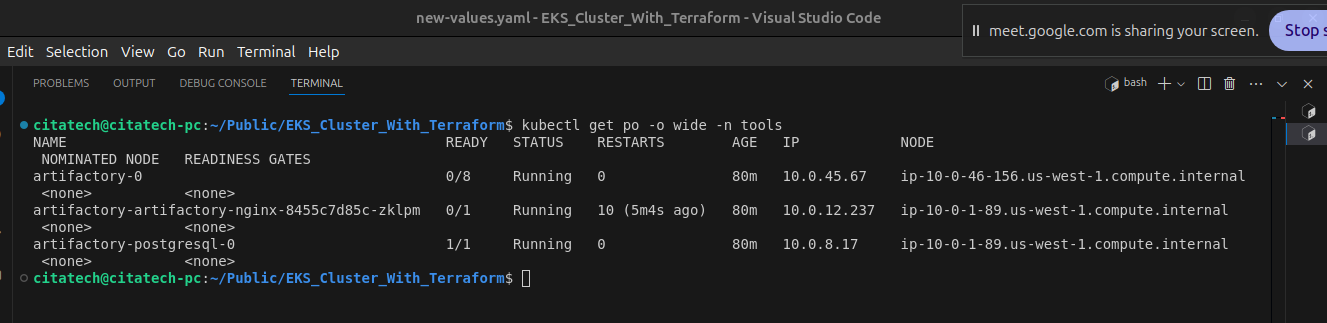 new-values.yaml - EKS_Cluster_With_Terraform - Visual Studio Code
meet.google.com is sharing your screen. Stop s
Edit Selection View Go Run Terminal Help
PROBLEMS OUTPUT DEBUG CONSOLE TERMINAL bash
citatech@citatech-pc:~/Public/EKS_Cluster_With_Terraform$ kubectl get po -o wide -n tools
NAME READY STATUS RESTARTS AGE IP NODE
NOMINATED NODE READINESS GATES
artifactory-0 0/8 Running 0 80m 10.0.45.67 ip-10-0-46-156.us-west-1.compute.internal
<none> <none>
artifactory-artifactory-nginx-8455c7d85c-zklpm 0/1 Running 10 (5m4s ago) 80m 10.0.12.237 ip-10-0-1-89.us-west-1.compute.internal
<none> <none>
artifactory-postgresql-0 1/1 Running 0 80m 10.0.8.17 ip-10-0-1-89.us-west-1.compute.internal
<none> <none>
citatech@citatech-pc:~/Public/EKS_Cluster_With_Terraform$